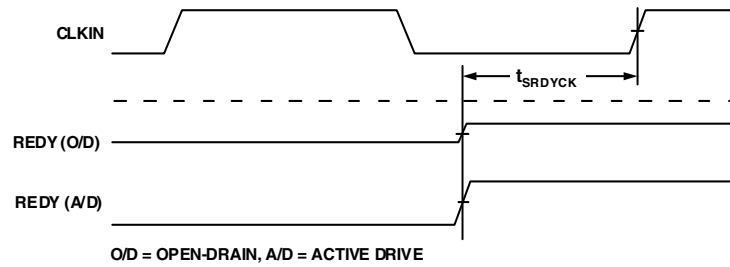 CLKIN
tSRDYCK
REDY (O/D)
REDY (A/D)
O/D = OPEN-DRAIN, A/D = ACTIVE DRIVE